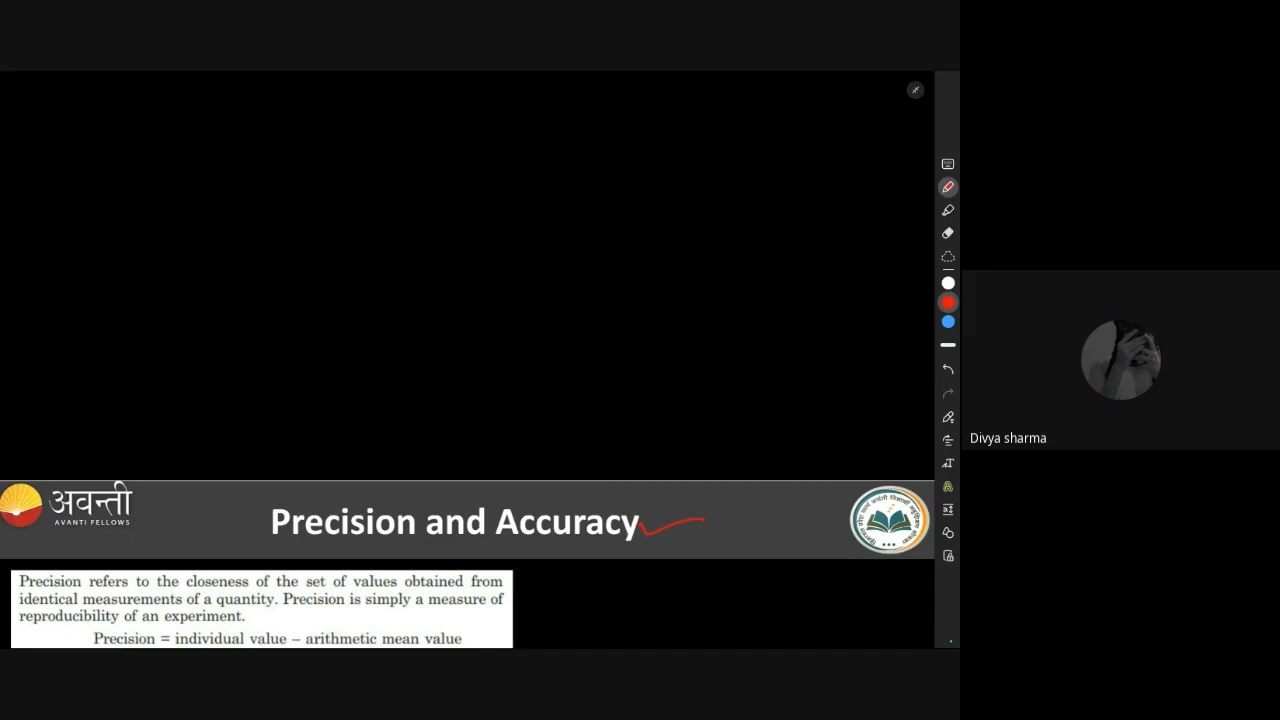 अवन्ती
AVANTI FELLOWS
Precision and Accuracy
Precision refers to the closeness of the set of values obtained from
identical measurements of a quantity. Precision is simply a measure of
reproducibility of an experiment.
Precision = individual value – arithmetic mean value
Divya sharma